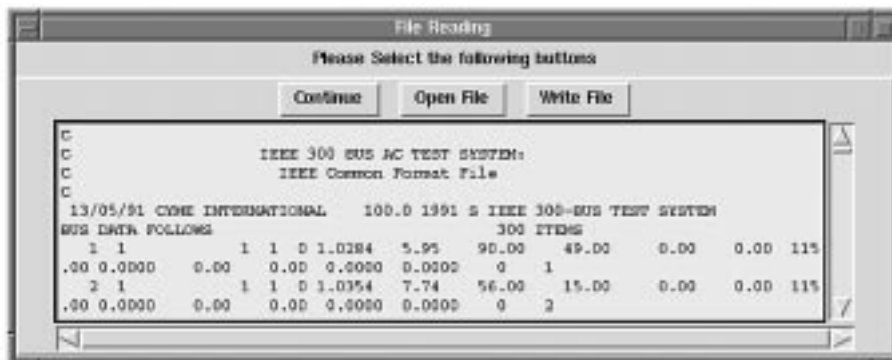 File Reading
Please Select the following buttons
Continue Open File Write File
C
C IEEE 300 BUS AC TEST SYSTEM:
C IEEE Common Format File
C
13/05/91 CYME INTERNATIONAL 100.0 1991 S IEEE 300-BUS TEST SYSTEM
BUS DATA FOLLOWS 300 ITEMS
1 1 1 1 0 1.0284 5.95 90.00 49.00 0.00 0.00 115
.00 0.0000 0.00 0.00 0.0000 0.0000 0 1
2 1 1 1 0 1.0354 7.74 56.00 15.00 0.00 0.00 115
.00 0.0000 0.00 0.00 0.0000 0.0000 0 2